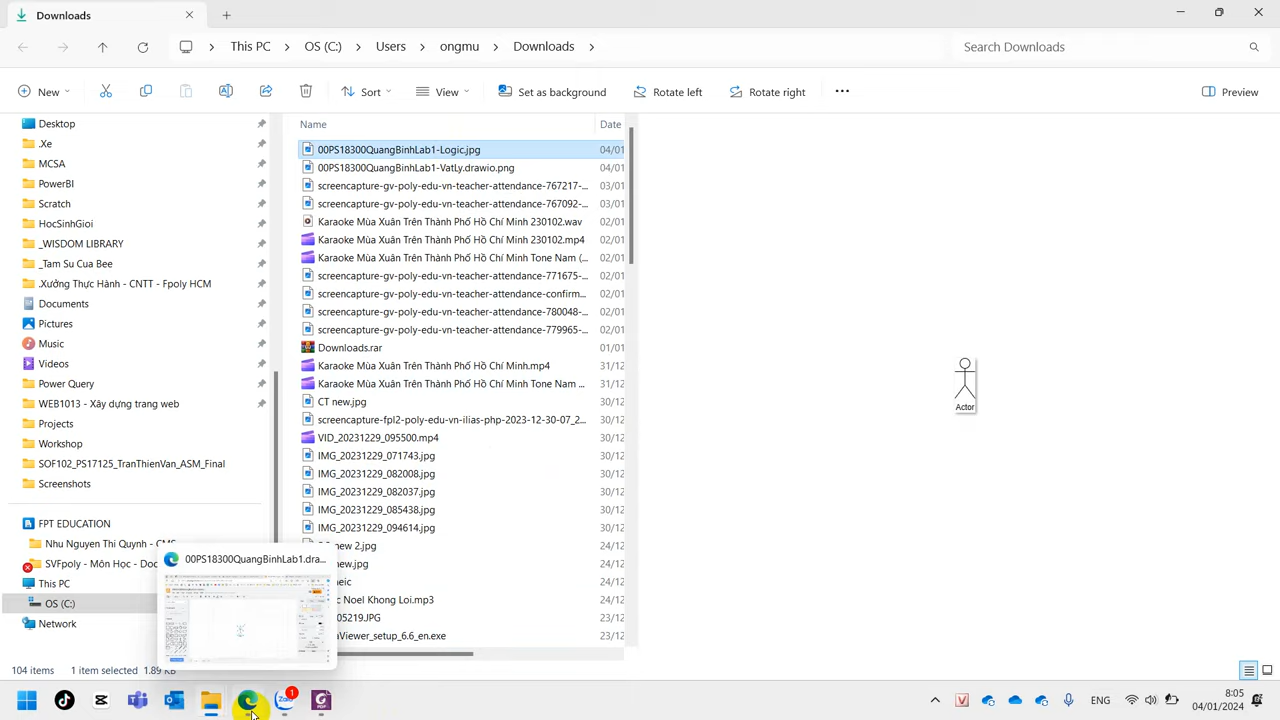 Downloads
This PC
OS (C:)
Users
ongmu
Downloads
Search Downloads
New
Sort
View
Set as background
Rotate left
Rotate right
Preview
Desktop
.Xe
MCSA
PowerBI
Scratch
HocSinhGioi
_WISDOM LIBRARY
_Tam Su Cua Bee
.Xưởng Thực Hành - CNTT - Fpoly HCM
Documents
Pictures
Music
Videos
Power Query
WEB1013 - Xây dựng trang web
Projects
Workshop
SOF102_PS17125_TranThienVan_ASM_Final
Screenshots
FPT EDUCATION
Nhu Nguyen Thi Quynh - CMS
SVFpoly - Môn Học - Doc
This PC
OS (C:)
Network
Name Date
00PS18300QuangBinhLab1-Logic.jpg 04/01
00PS18300QuangBinhLab1-VatLy.drawio.png 04/01
screencapture-gv-poly-edu-vn-teacher-attendance-767217-... 03/01
screencapture-gv-poly-edu-vn-teacher-attendance-767092-... 03/01
Karaoke Mùa Xuân Trên Thành Phố Hồ Chí Minh 230102.wav 02/01
Karaoke Mùa Xuân Trên Thành Phố Hồ Chí Minh 230102.mp4 02/01
Karaoke Mùa Xuân Trên Thành Phố Hồ Chí Minh Tone Nam (... 02/01
screencapture-gv-poly-edu-vn-teacher-attendance-771675-... 02/01
screencapture-gv-poly-edu-vn-teacher-attendance-confirm... 02/01
screencapture-gv-poly-edu-vn-teacher-attendance-780048-... 02/01
screencapture-gv-poly-edu-vn-teacher-attendance-779965-... 02/01
Downloads.rar 01/01
Karaoke Mùa Xuân Trên Thành Phố Hồ Chí Minh.mp4 31/12
Karaoke Mùa Xuân Trên Thành Phố Hồ Chí Minh Tone Nam ... 31/12
CT new.jpg 30/12
screencapture-fpl2-poly-edu-vn-ilias-php-2023-12-30-07_2... 30/12
VID_20231229_095500.mp4 30/12
IMG_20231229_071743.jpg 30/12
IMG_20231229_082008.jpg 30/12
IMG_20231229_082037.jpg 30/12
IMG_20231229_085438.jpg 30/12
IMG_20231229_094614.jpg 30/12
new 2.jpg 24/12
new.jpg 24/12
24/12
Noel Khong Loi.mp3 24/12
05219.JPG 24/12
Viewer_setup_6.6_en.exe 23/12
Actor
00PS18300QuangBinhLab1.dra...
104 items 1 item selected 1.89 KB
1
ENG
8:05
04/01/2024